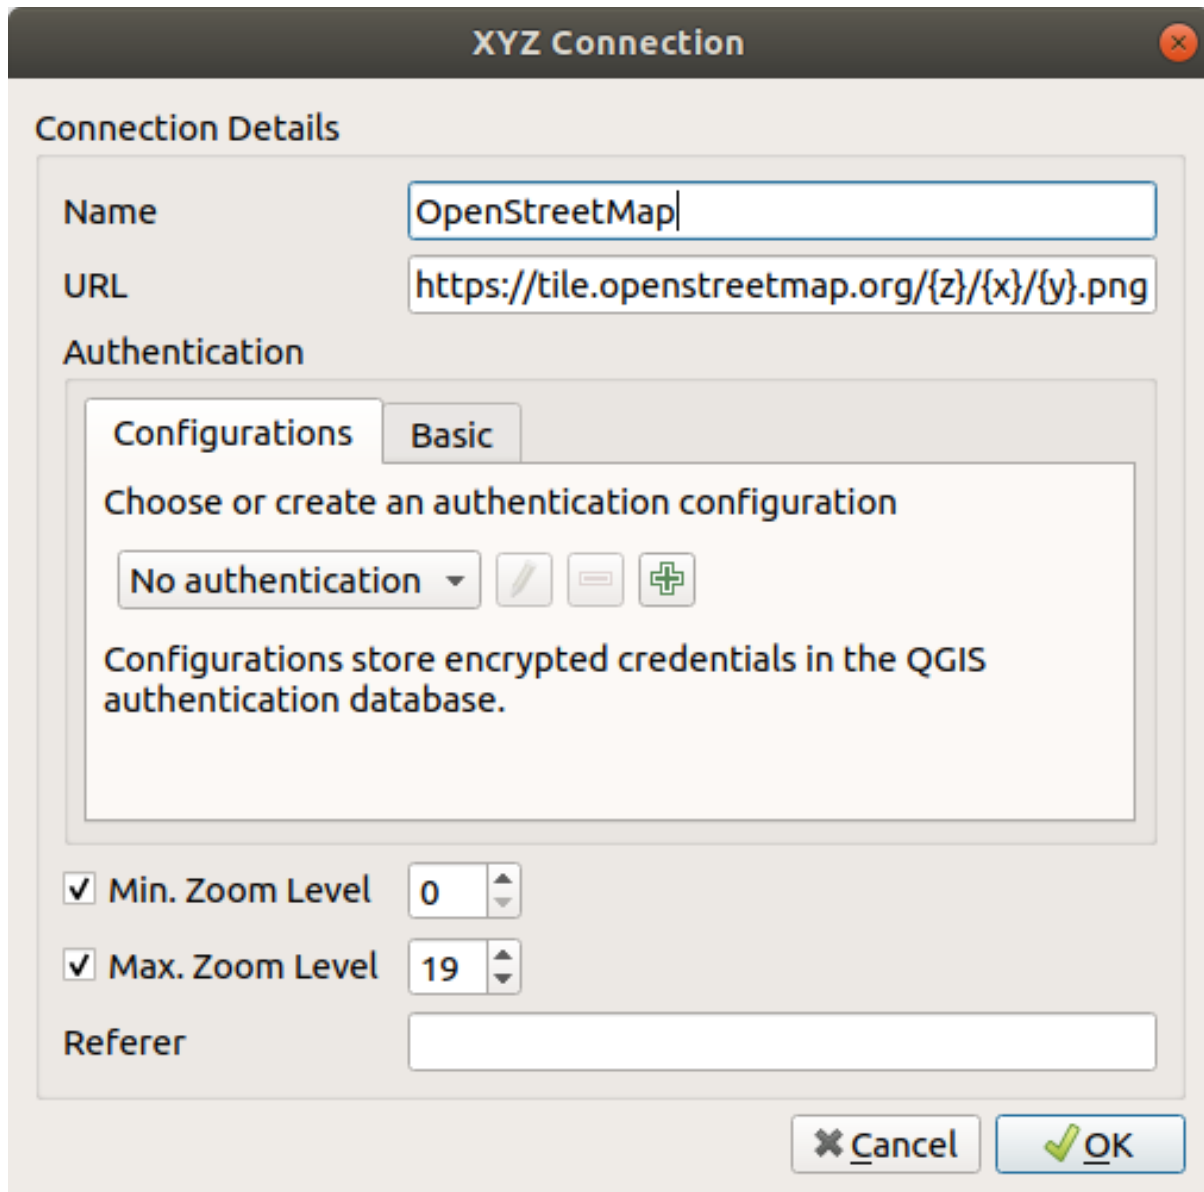 XYZ Connection
Connection Details
Name OpenStreetMap
URL https://tile.openstreetmap.org/{z}/{x}/{y}.png
Authentication
Configurations Basic
Choose or create an authentication configuration
No authentication
Configurations store encrypted credentials in the QGIS
authentication database.
Min. Zoom Level 0
Max. Zoom Level 19
Referer
Cancel OK